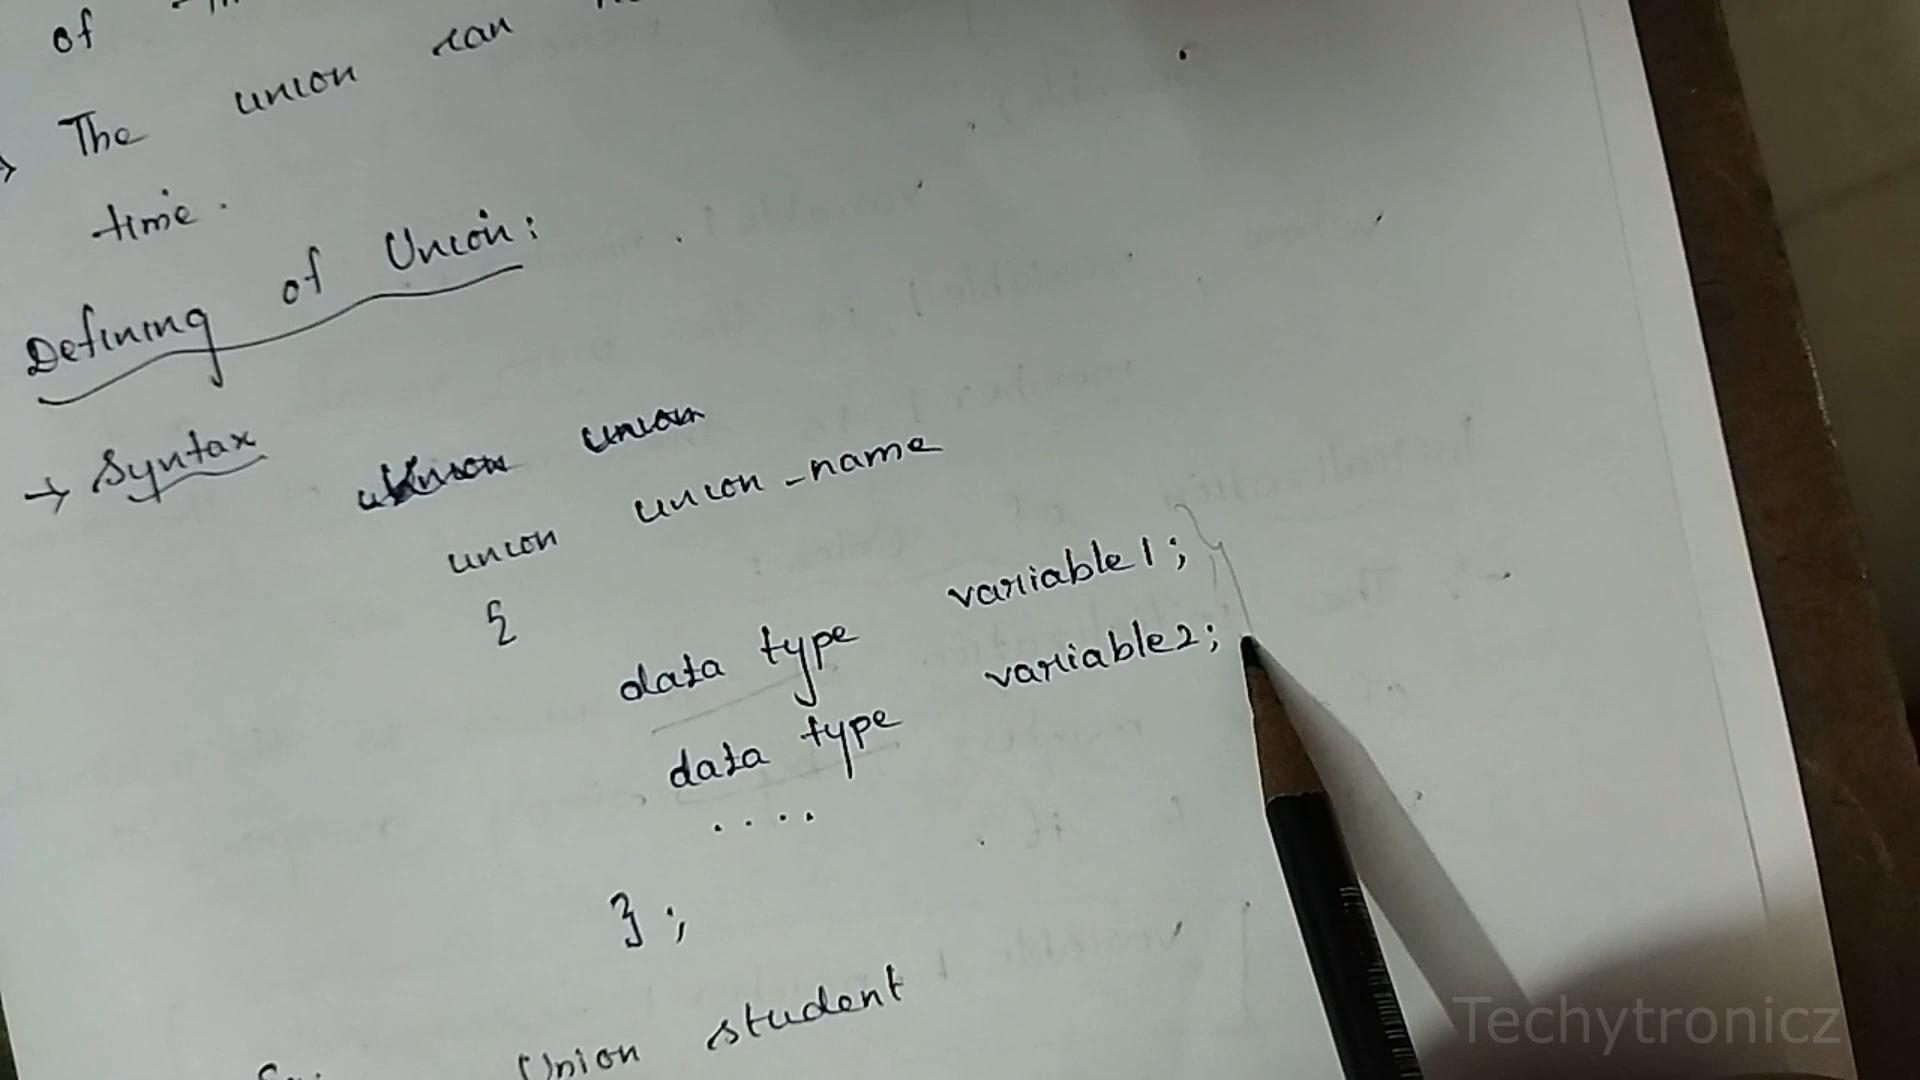 of
→ The union can
time.
Defining of Union:
→ Syntax union
union union_name
{
data type variable1;
data type variable2;
....
};
Union student
Techytronicz